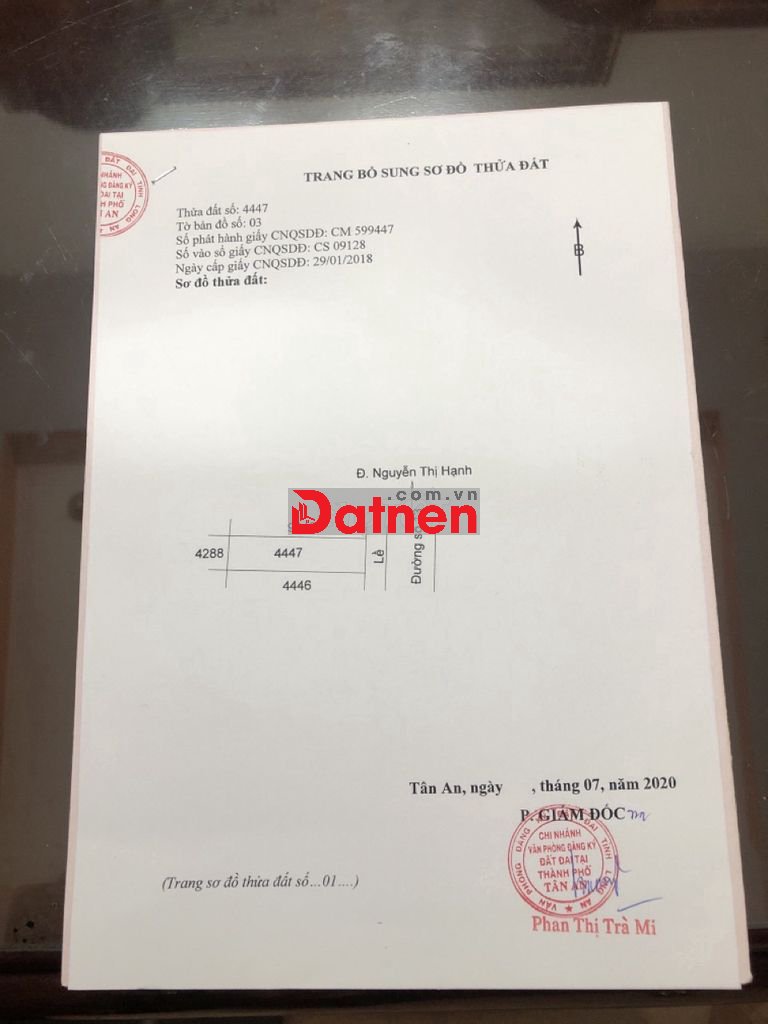 TRANG BỔ SUNG SƠ ĐỒ THỬA ĐẤT
Thửa đất số: 4447
Tờ bản đồ số: 03
Số phát hành giấy CNQSDĐ: CM 599447
Số vào sổ giấy CNQSDĐ: CS 09128
Ngày cấp giấy CNQSDĐ: 29/01/2018
Sơ đồ thửa đất:
B
Đ. Nguyễn Thị Hạnh
.com.vn
Datnen
4288
4447
4446
Lề
Đường số
Tân An, ngày , tháng 07, năm 2020
P. GIÁM ĐỐC
CHI NHÁNH
VĂN PHÒNG ĐĂNG KÝ
ĐẤT ĐAI TẠI
THÀNH PHỐ
TÂN AN
(Trang sơ đồ thửa đất số...01....)
Phan Thị Trà Mi